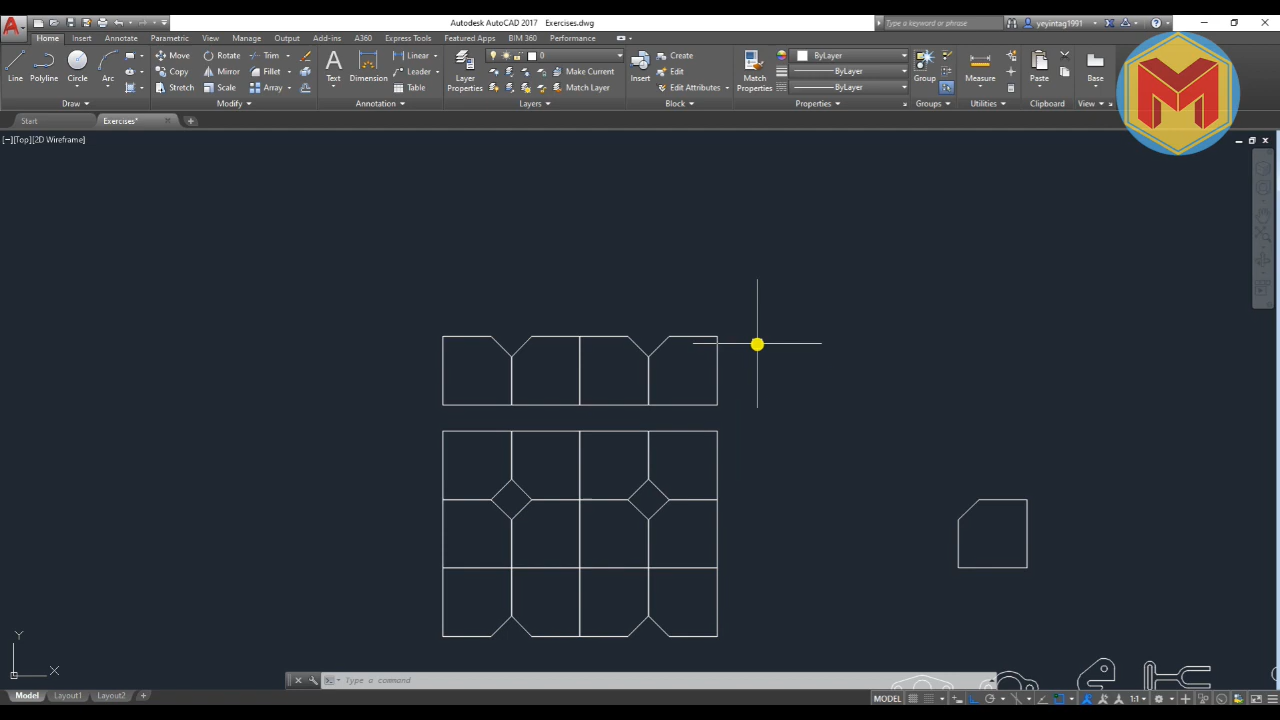 Autodesk AutoCAD 2017 Exercises.dwg
Type a keyword or phrase
yeyintag1991
Home Insert Annotate Parametric View Manage Output Add-ins A360 Express Tools Featured Apps BIM 360 Performance
Move Rotate Trim Linear 0 Create ByLayer
Line Polyline Circle Arc Copy Mirror Fillet Text Dimension Leader Layer Properties Make Current Insert Edit Match Properties ByLayer Group Measure Paste Base
Stretch Scale Array Table Match Layer Edit Attributes ByLayer
Draw Modify Annotation Layers Block Properties Groups Utilities Clipboard View
Start Exercises*
[−][Top][2D Wireframe]
Y
X
Type a command
Model Layout1 Layout2 MODEL 1:1